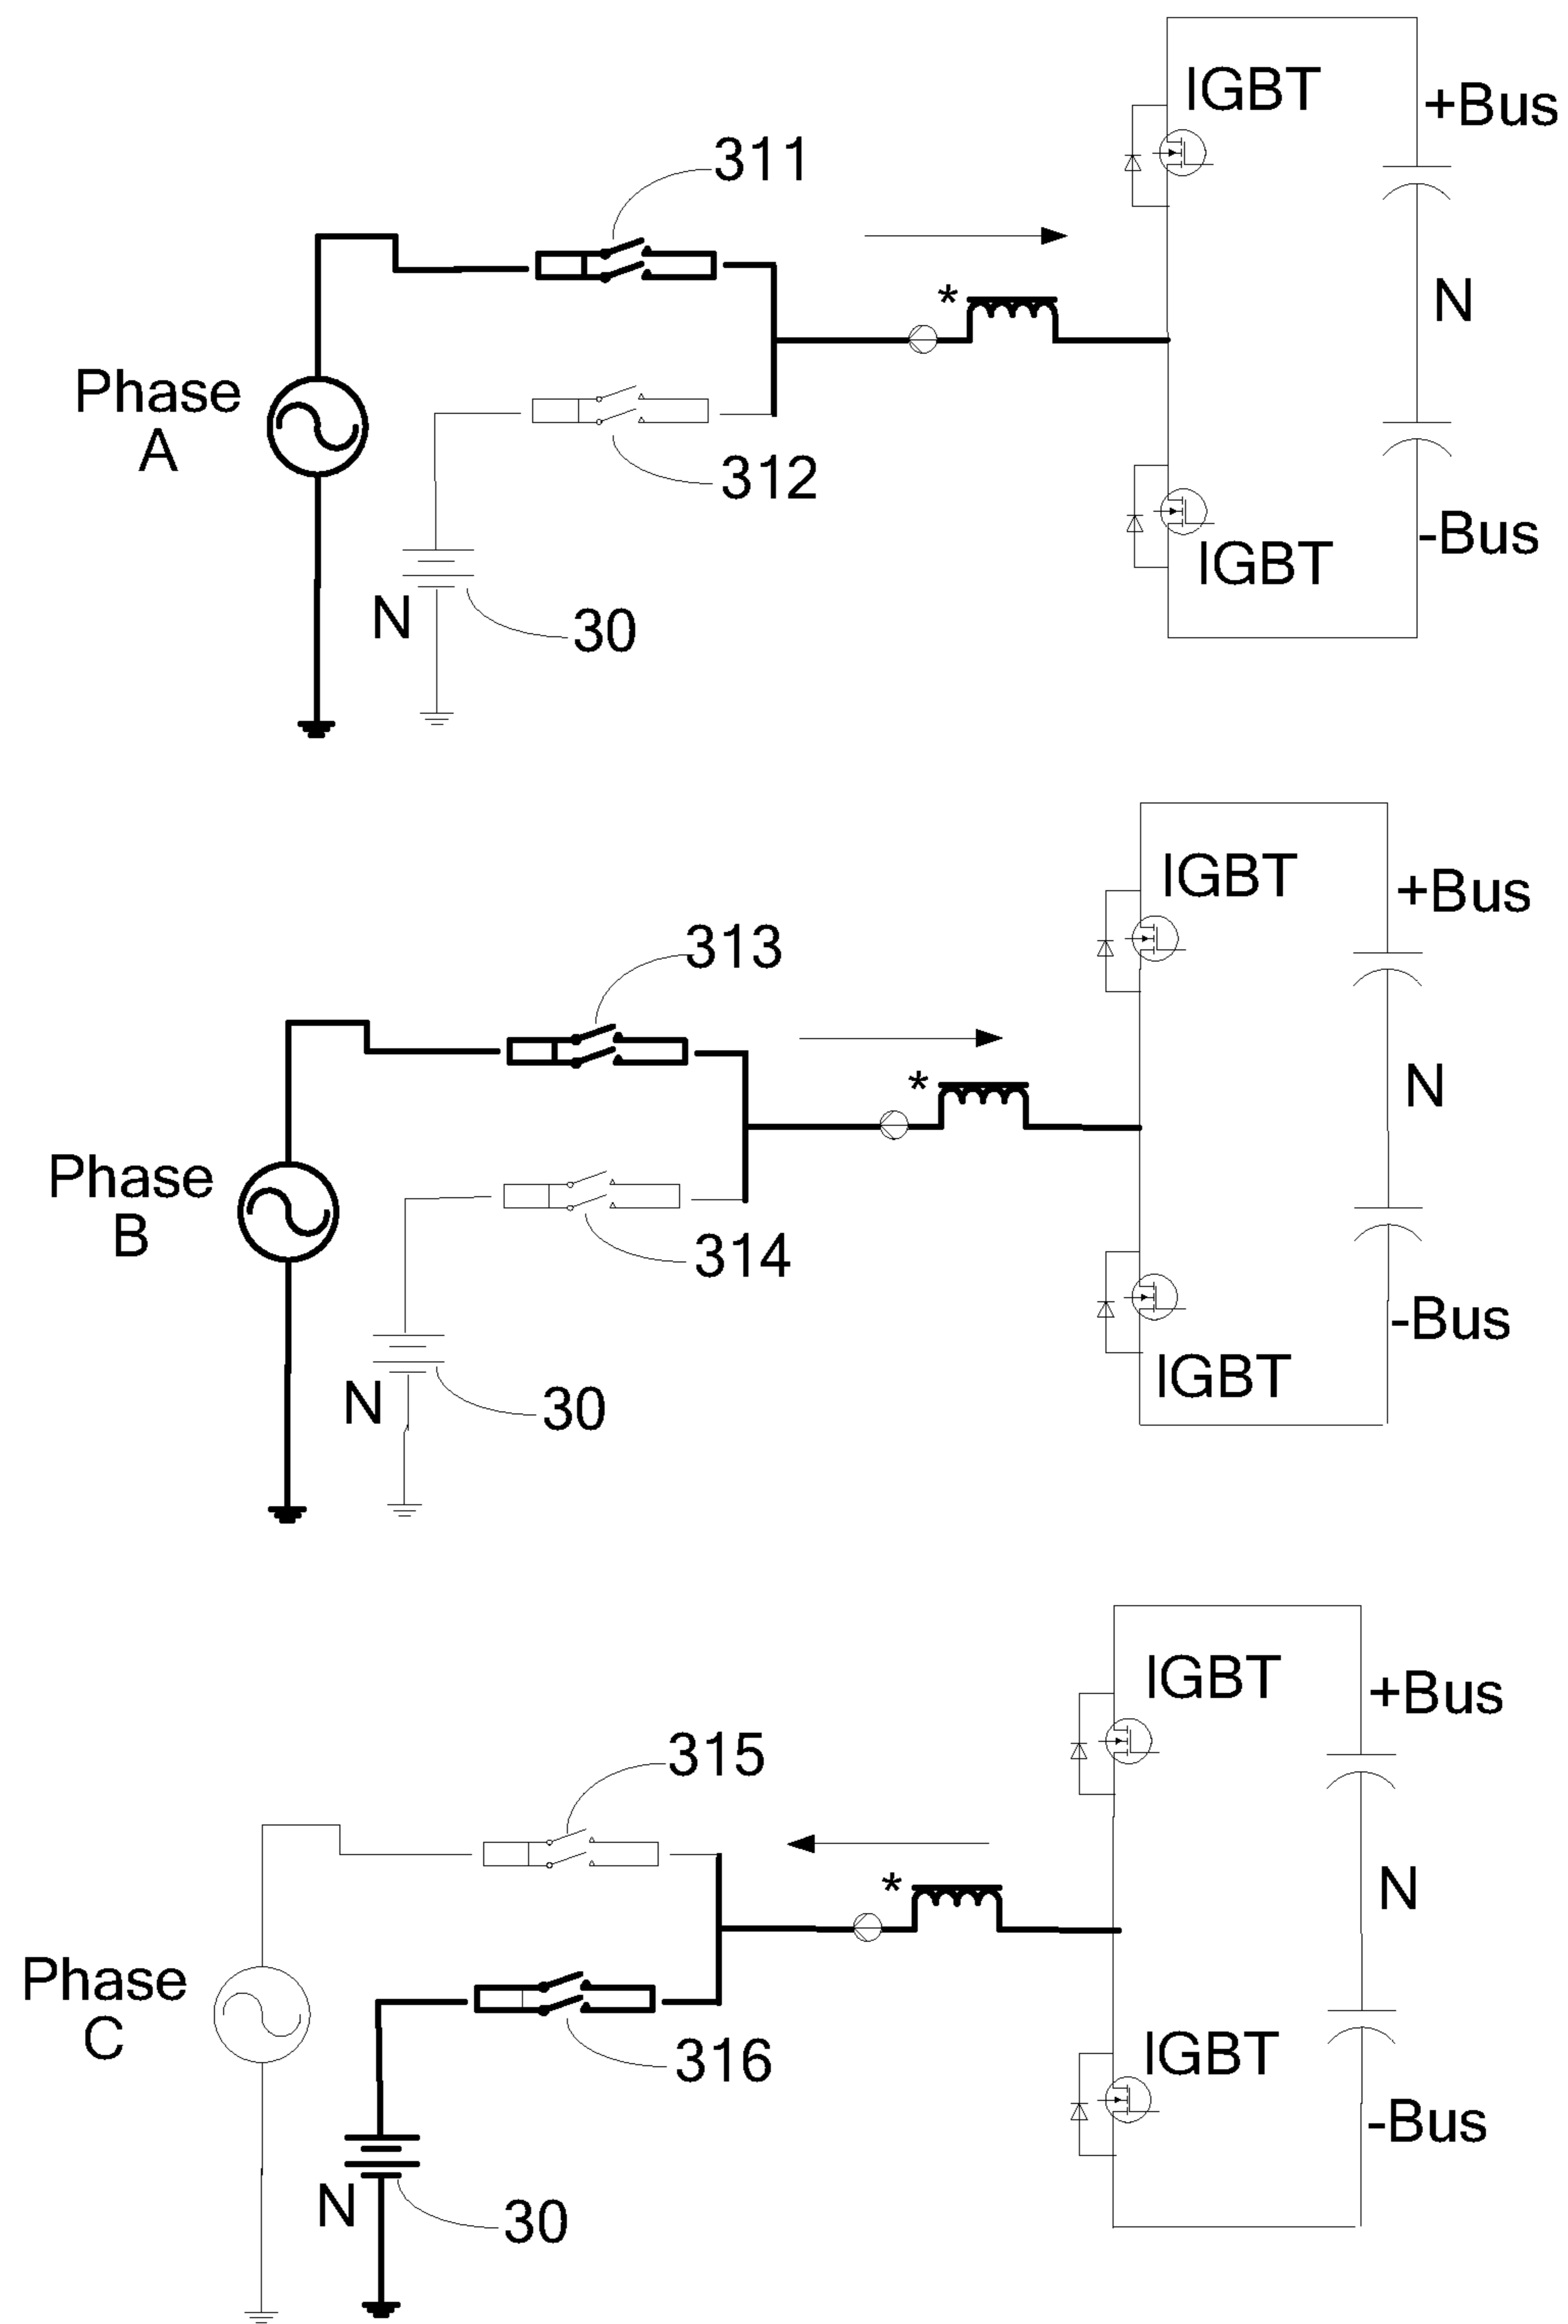 IGBT
+Bus
311
*
N
Phase
A
312
IGBT
-Bus
N
30
IGBT
+Bus
313
*
N
Phase
B
314
IGBT
-Bus
N
30
IGBT
+Bus
315
*
N
Phase
C
316
IGBT
-Bus
N
30